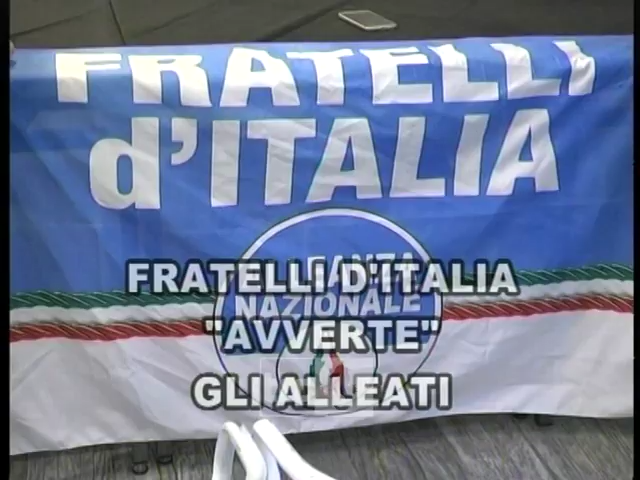 FRATELLI
d'ITALIA
NAZIONALE
FRATELLI D'ITALIA
"AVVERTE"
GLI ALLEATI